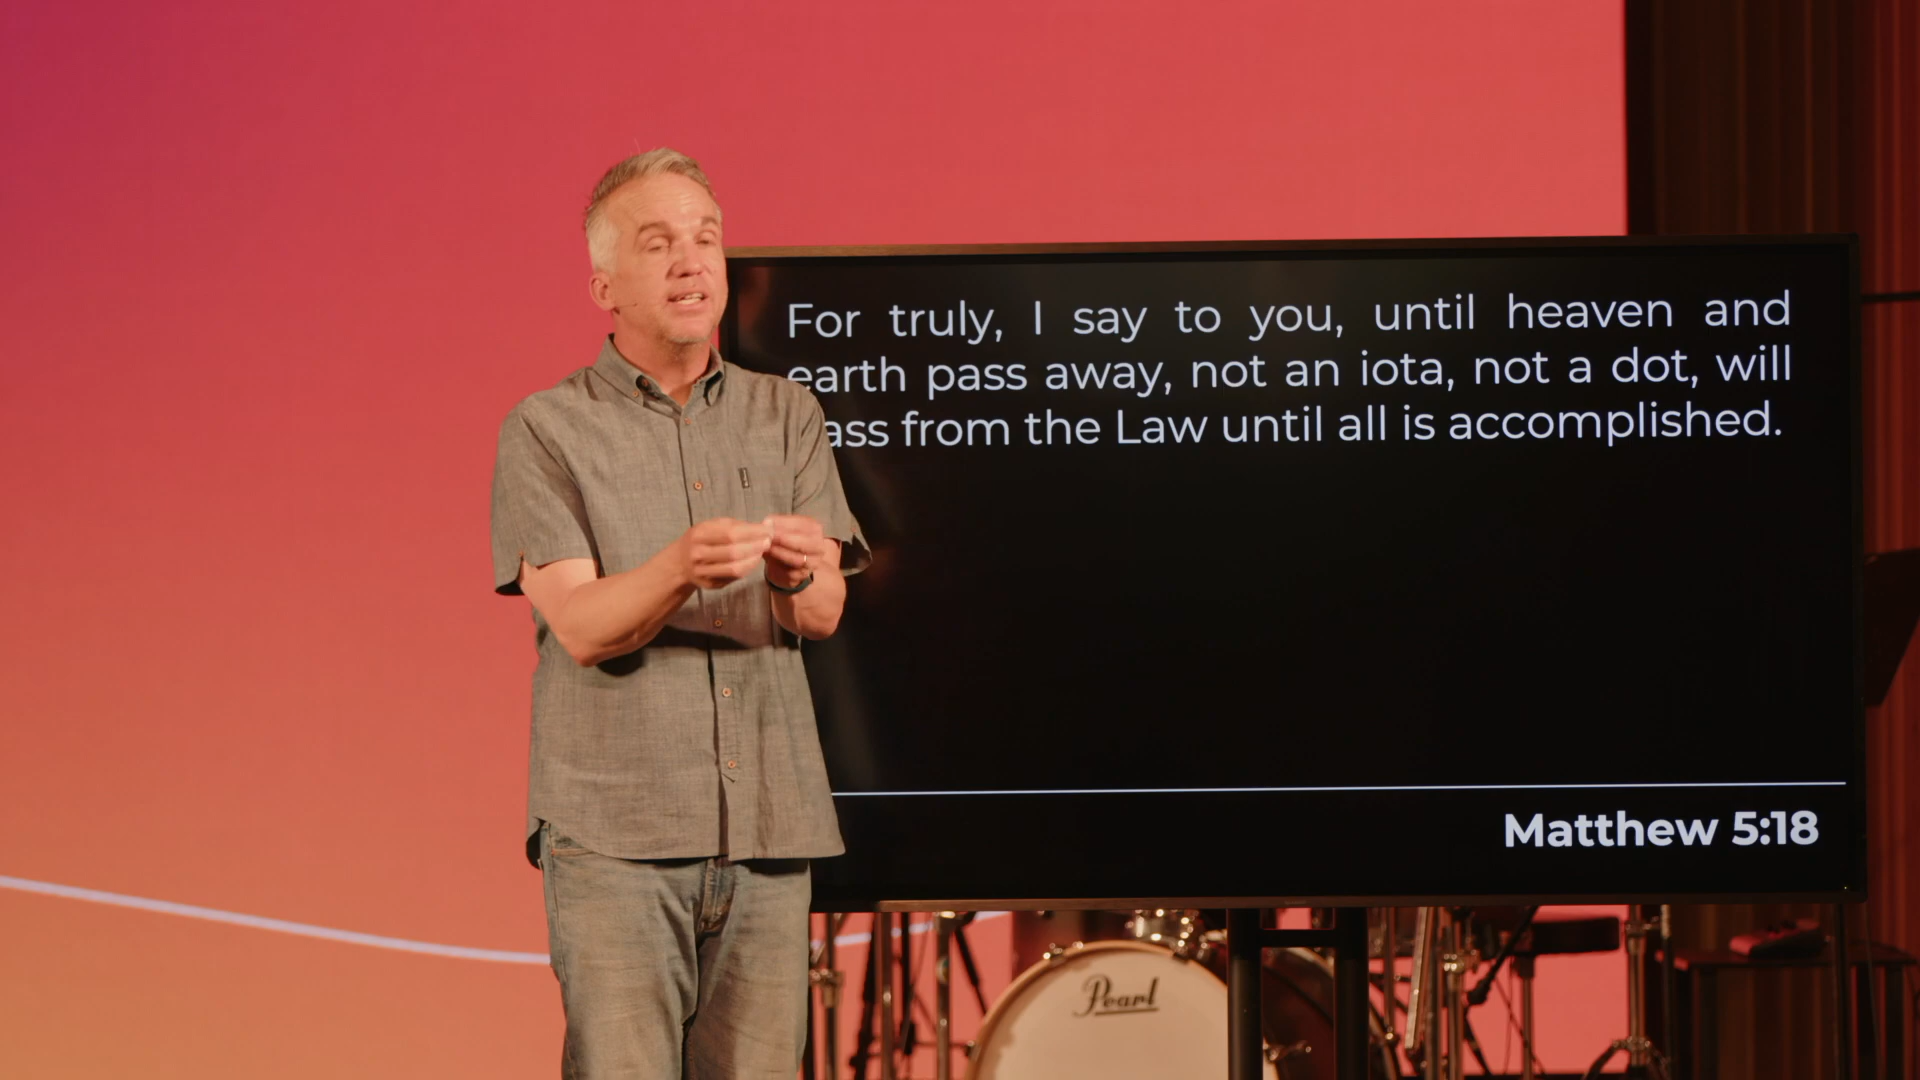 For truly, I say to you, until heaven and
earth pass away, not an iota, not a dot, will
ass from the Law until all is accomplished.
Matthew 5:18
Pearl